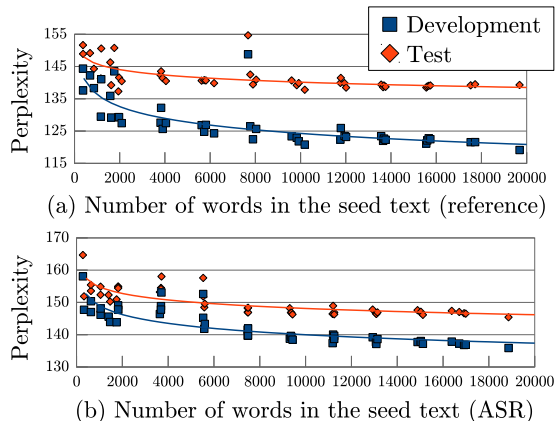 Development
Test
155
145
135
125
115
Perplexity
0 2000 4000 6000 8000 10000 12000 14000 16000 18000 20000
(a) Number of words in the seed text (reference)
170
160
150
140
130
Perplexity
0 2000 4000 6000 8000 10000 12000 14000 16000 18000 20000
(b) Number of words in the seed text (ASR)